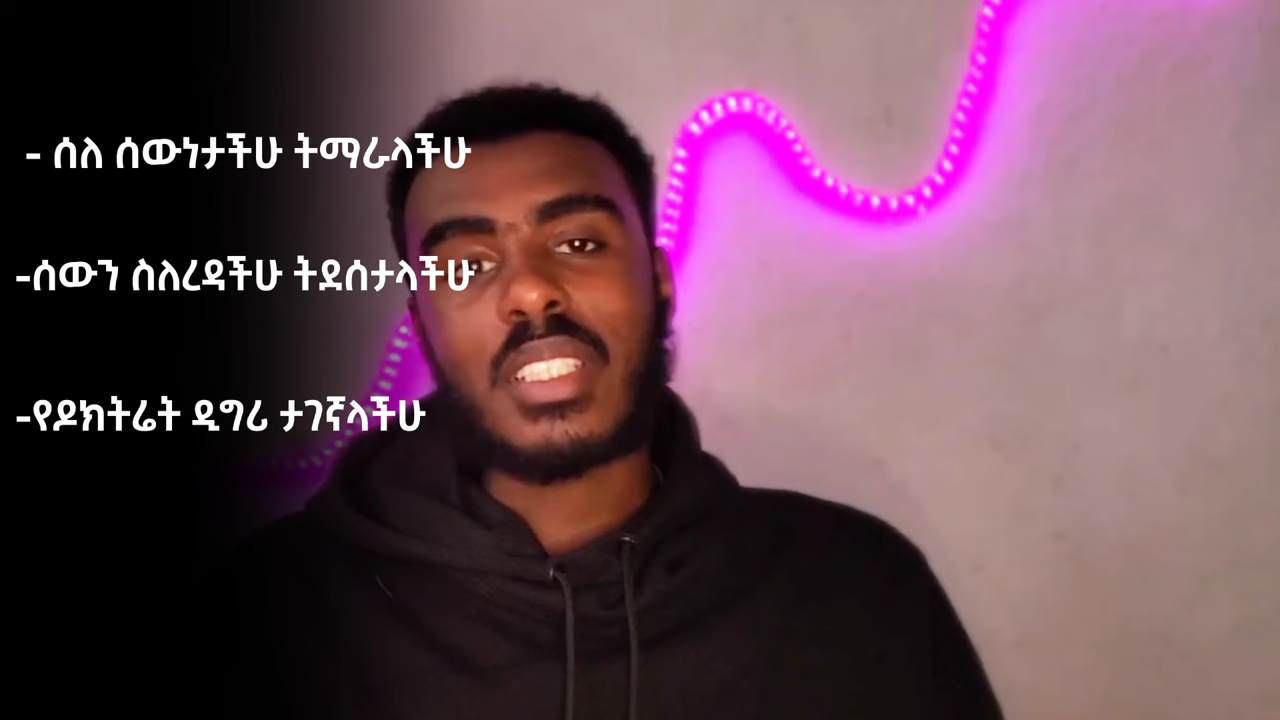 - ሰለ ሰውነታችሁ ትማራላችሁ
-ሰውን ስለረዳችሁ ትደሰታላችሁ
-የዶክትሬት ዲግሪ ታገኛላችሁ